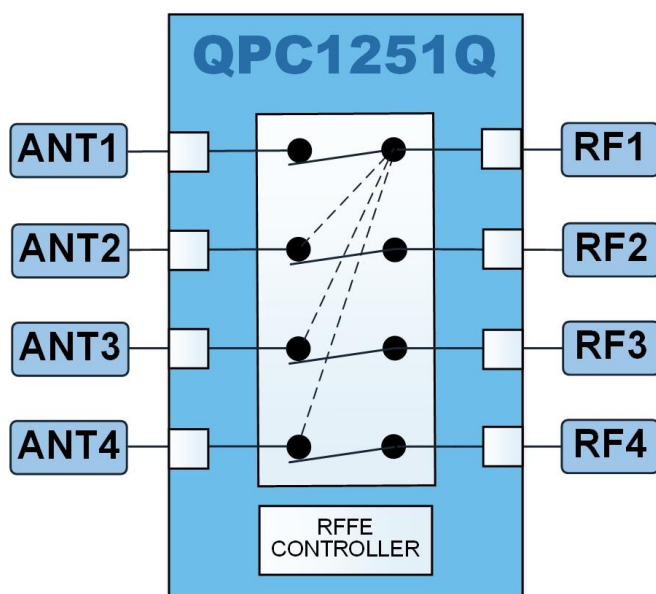 QPC1251Q
ANT1
RF1
ANT2
RF2
ANT3
RF3
ANT4
RF4
RFFE
CONTROLLER